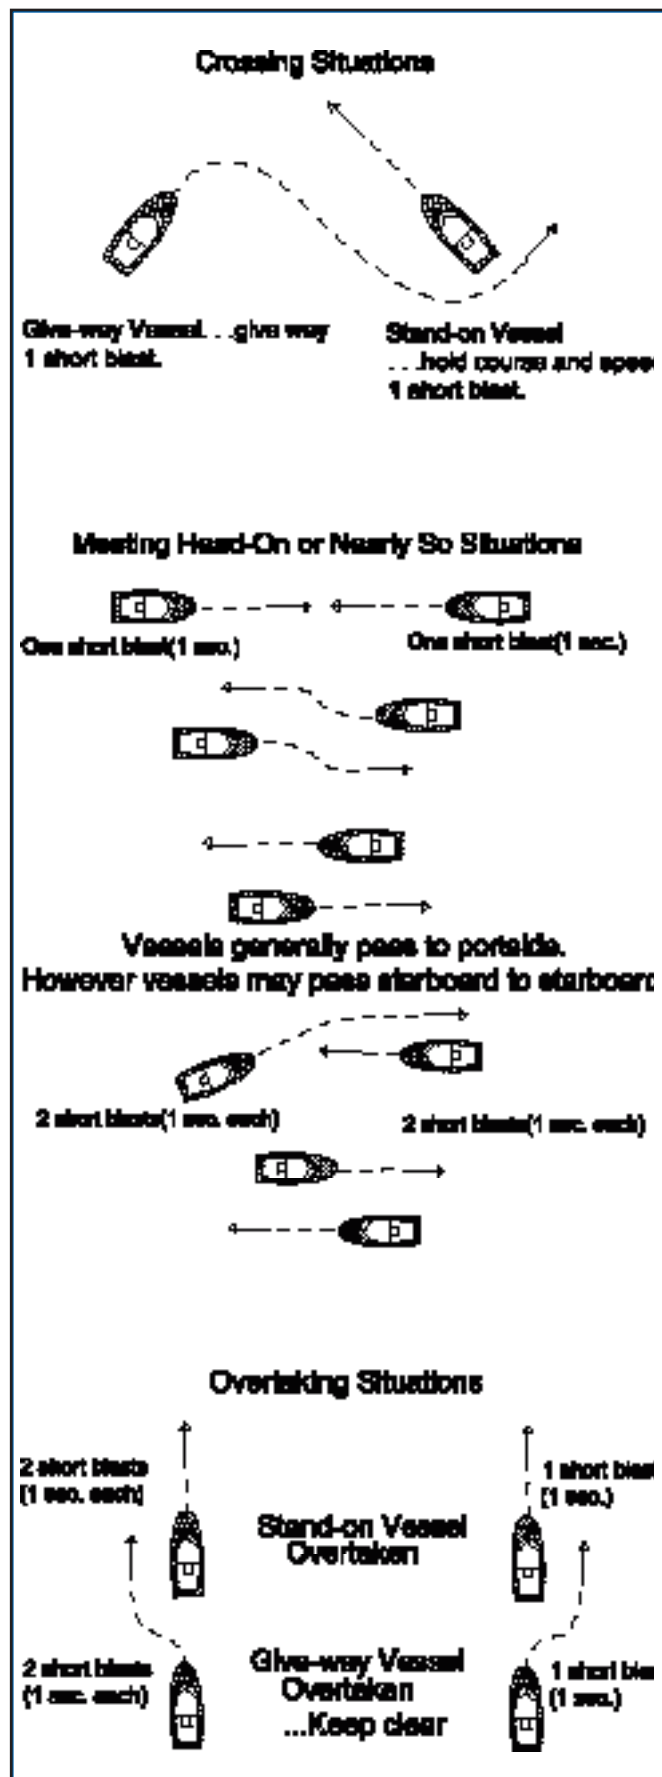 Crossing Situations
Give-way Vessel. . .give way
1 short blast.
Stand-on Vessel
. . .hold course and spee
1 short blast.
Meeting Head-On or Nearly So Situations
One short blast(1 sec.)
One short blast(1 sec.)
Vessels generally pass to portside.
However vessels may pass starboard to starboard
2 short blasts(1 sec. each)
2 short blasts(1 sec. each)
Overtaking Situations
2 short blasts
(1 sec. each)
1 short blas
(1 sec.)
Stand-on Vessel
Overtaken
2 short blasts
(1 sec. each)
Give-way Vessel
Overtaken
...Keep clear
1 short blas
(1 sec.)